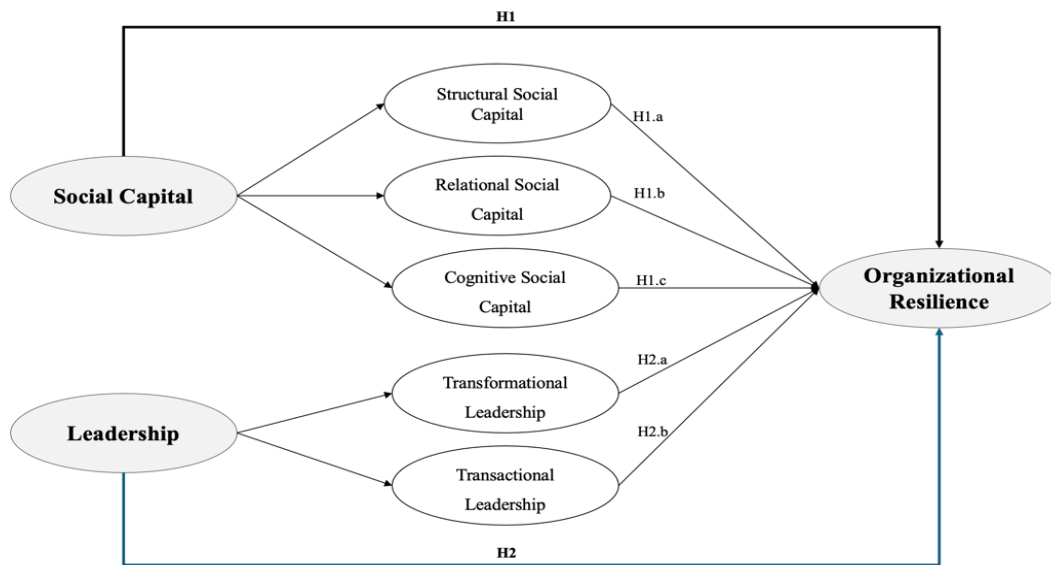 H1
Structural Social
Capital
H1.a
Social Capital
Relational Social
Capital
H1.b
Cognitive Social
Capital
H1.c
Organizational
Resilience
Transformational
Leadership
H2.a
Leadership
Transactional
Leadership
H2.b
H2